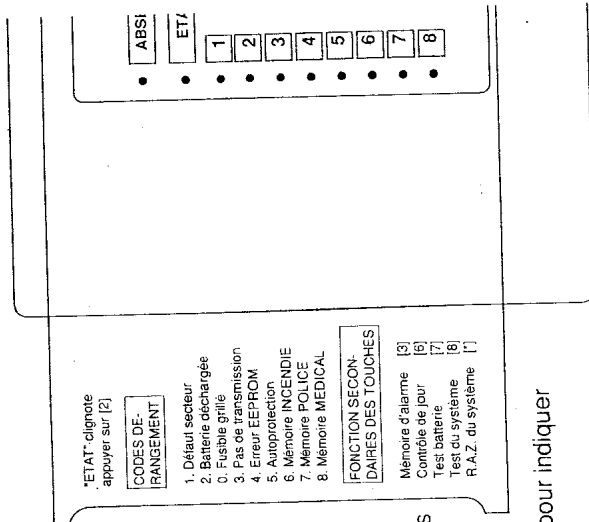 "ETAT" clignote
appuyer sur [2]
CODES DE-
RANGEMENT
1. Défaut secteur
2. Batterie déchargée
0. Fusible grillé
3. Pas de transmission
4. Erreur EEPROM
5. Autoprotection
6. Mémoire INCENDIE
7. Mémoire POLICE
8. Mémoire MEDICAL
FONCTION SECON-
DAIRES DES TOUCHES
Mémoire d'alarme [3]
Contrôle de jour [6]
Test batterie [7]
Test du système [8]
R.A.Z. du système [*]
ABSE
ETA
1
2
3
4
5
6
7
8
S
pour indiquer